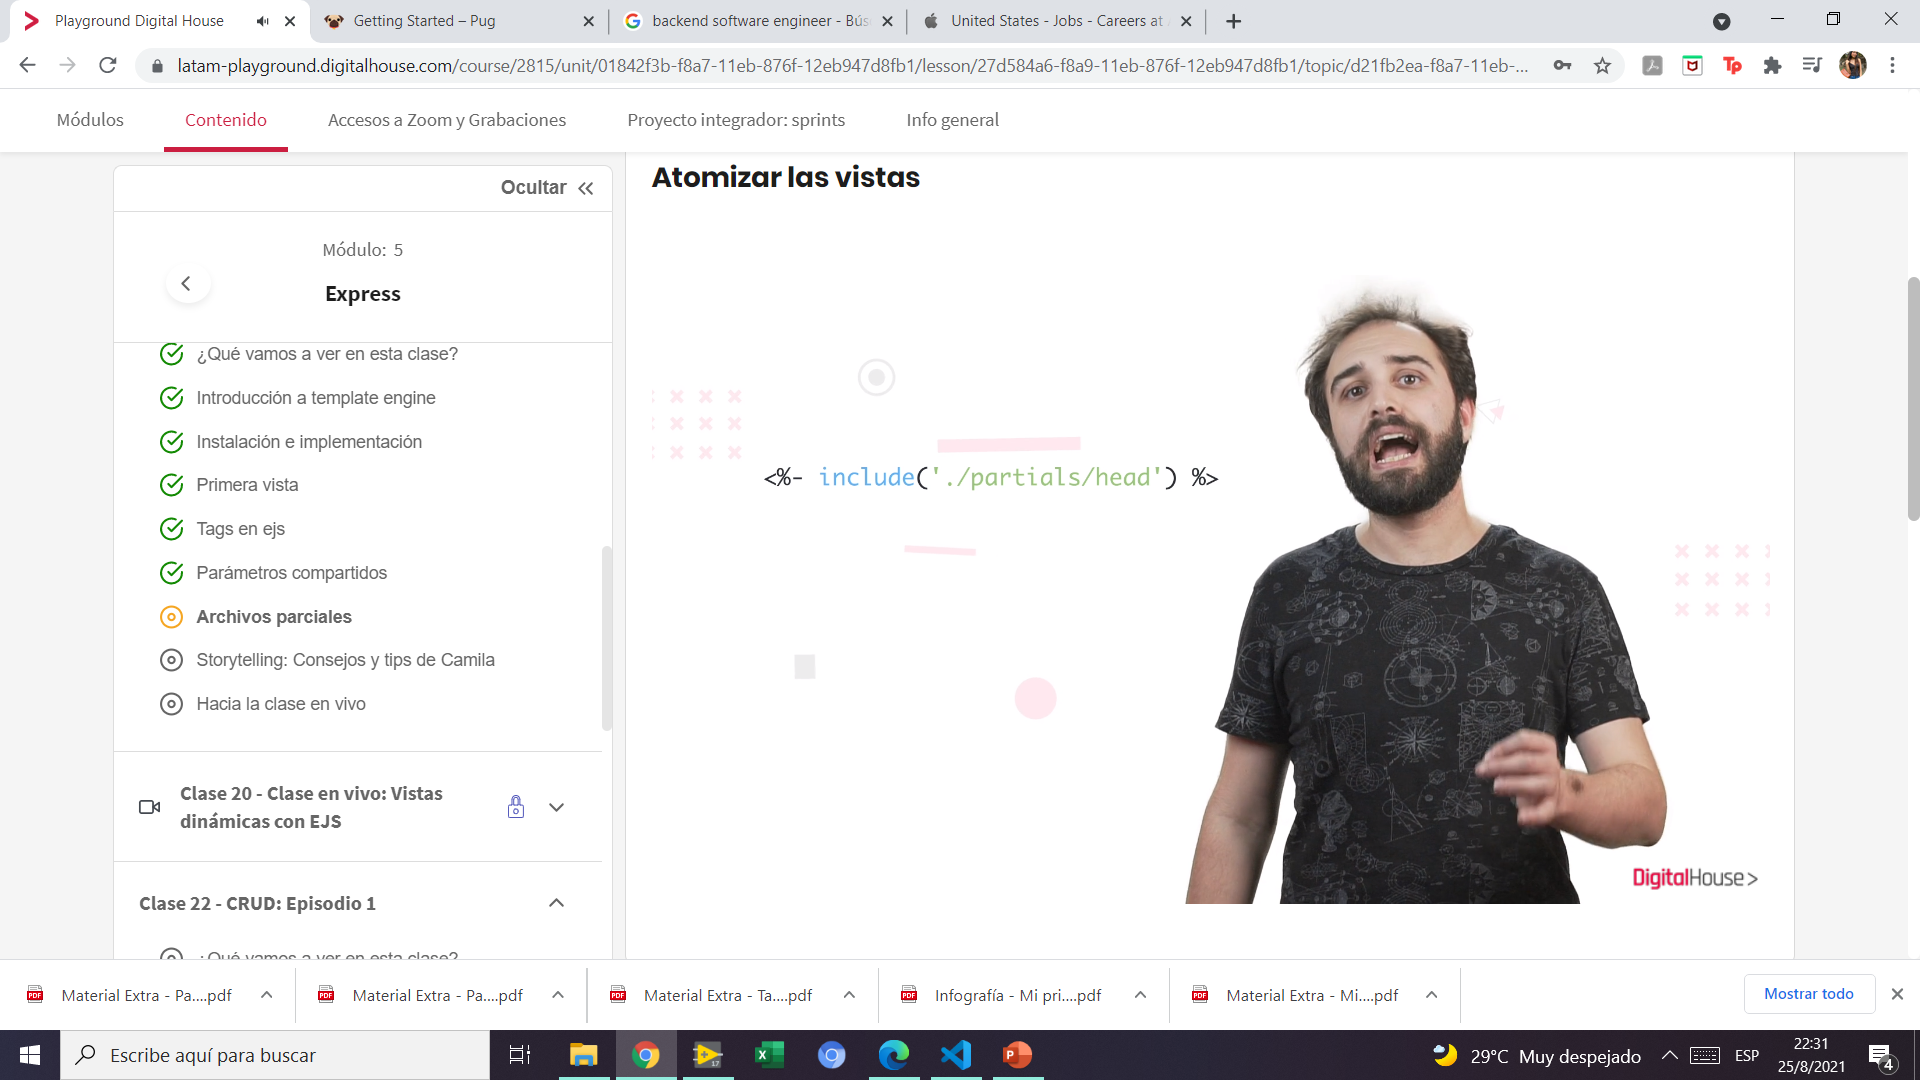 Playground Digital House
Getting Started – Pug
backend software engineer - Bús
United States - Jobs - Careers at
latam-playground.digitalhouse.com/course/2815/unit/01842f3b-f8a7-11eb-876f-12eb947d8fb1/lesson/27d584a6-f8a9-11eb-876f-12eb947d8fb1/topic/d21fb2ea-f8a7-11eb-...
Módulos
Contenido
Accesos a Zoom y Grabaciones
Proyecto integrador: sprints
Info general
Ocultar
Módulo: 5
Express
¿Qué vamos a ver en esta clase?
Introducción a template engine
Instalación e implementación
Primera vista
Tags en ejs
Parámetros compartidos
Archivos parciales
Storytelling: Consejos y tips de Camila
Hacia la clase en vivo
Clase 20 - Clase en vivo: Vistas
dinámicas con EJS
Clase 22 - CRUD: Episodio 1
¿Qué vamos a ver en esta clase?
Atomizar las vistas
<%- include('./partials/head') %>
DigitalHouse>
Material Extra - Pa....pdf
Material Extra - Pa....pdf
Material Extra - Ta....pdf
Infografía - Mi pri....pdf
Material Extra - Mi....pdf
Mostrar todo
Escribe aquí para buscar
29°C Muy despejado
ESP
22:31
25/8/2021
4